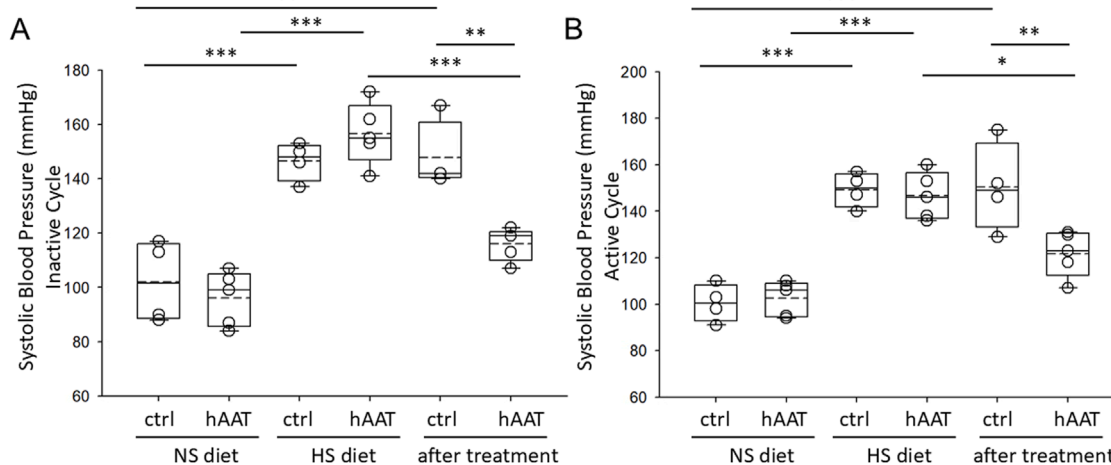 A
***
**
***
***
180
160
140
120
100
80
60
Systolic Blood Pressure (mmHg)
Inactive Cycle
ctrl hAAT ctrl hAAT ctrl hAAT
NS diet HS diet after treatment
B
***
**
***
*
200
180
160
140
120
100
80
60
Systolic Blood Pressure (mmHg)
Active Cycle
ctrl hAAT ctrl hAAT ctrl hAAT
NS diet HS diet after treatment